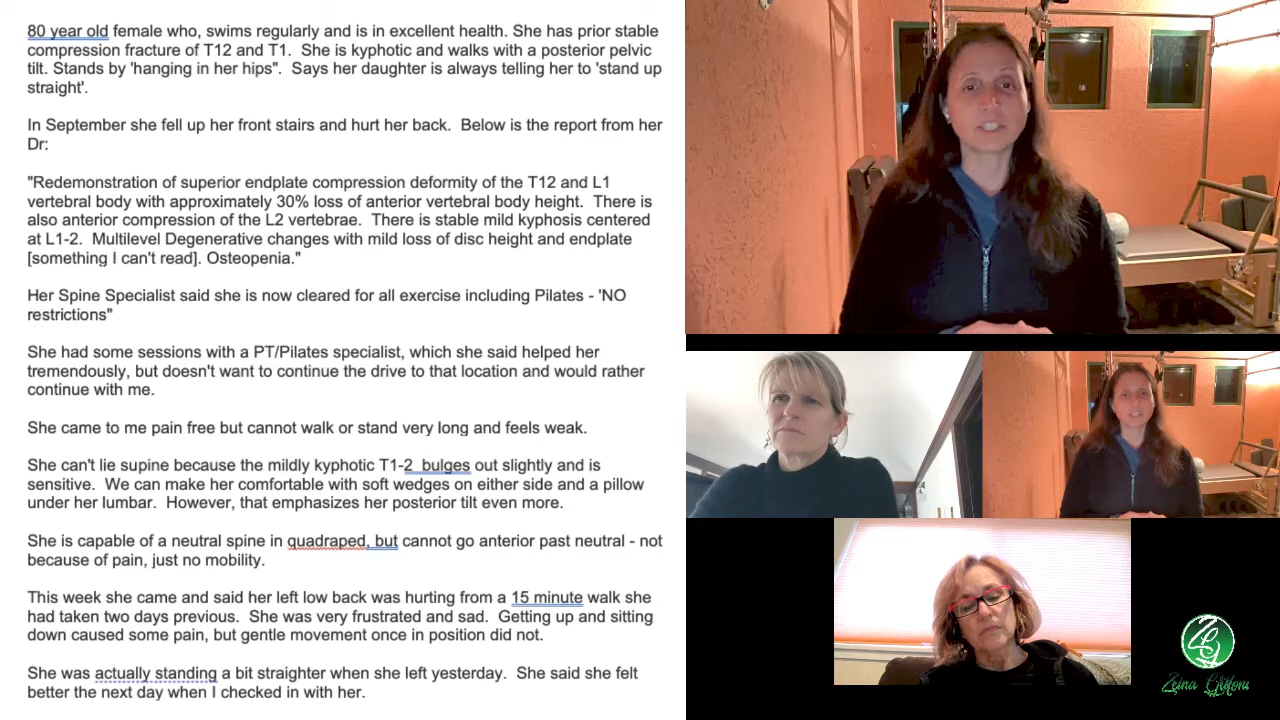 80 year old female who, swims regularly and is in excellent health. She has prior stable
compression fracture of T12 and T1.  She is kyphotic and walks with a posterior pelvic
tilt. Stands by 'hanging in her hips".  Says her daughter is always telling her to 'stand up
straight'.
In September she fell up her front stairs and hurt her back.  Below is the report from her
Dr:
"Redemonstration of superior endplate compression deformity of the T12 and L1
vertebral body with approximately 30% loss of anterior vertebral body height.  There is
also anterior compression of the L2 vertebrae.  There is stable mild kyphosis centered
at L1-2.  Multilevel Degenerative changes with mild loss of disc height and endplate
[something I can't read]. Osteopenia."
Her Spine Specialist said she is now cleared for all exercise including Pilates - 'NO
restrictions"
She had some sessions with a PT/Pilates specialist, which she said helped her
tremendously, but doesn't want to continue the drive to that location and would rather
continue with me.
She came to me pain free but cannot walk or stand very long and feels weak.
She can't lie supine because the mildly kyphotic T1-2  bulges out slightly and is
sensitive.  We can make her comfortable with soft wedges on either side and a pillow
under her lumbar.  However, that emphasizes her posterior tilt even more.
She is capable of a neutral spine in quadraped, but cannot go anterior past neutral - not
because of pain, just no mobility.
This week she came and said her left low back was hurting from a 15 minute walk she
had taken two days previous.  She was very frustrated and sad.  Getting up and sitting
down caused some pain, but gentle movement once in position did not.
She was actually standing a bit straighter when she left yesterday.  She said she felt
better the next day when I checked in with her.